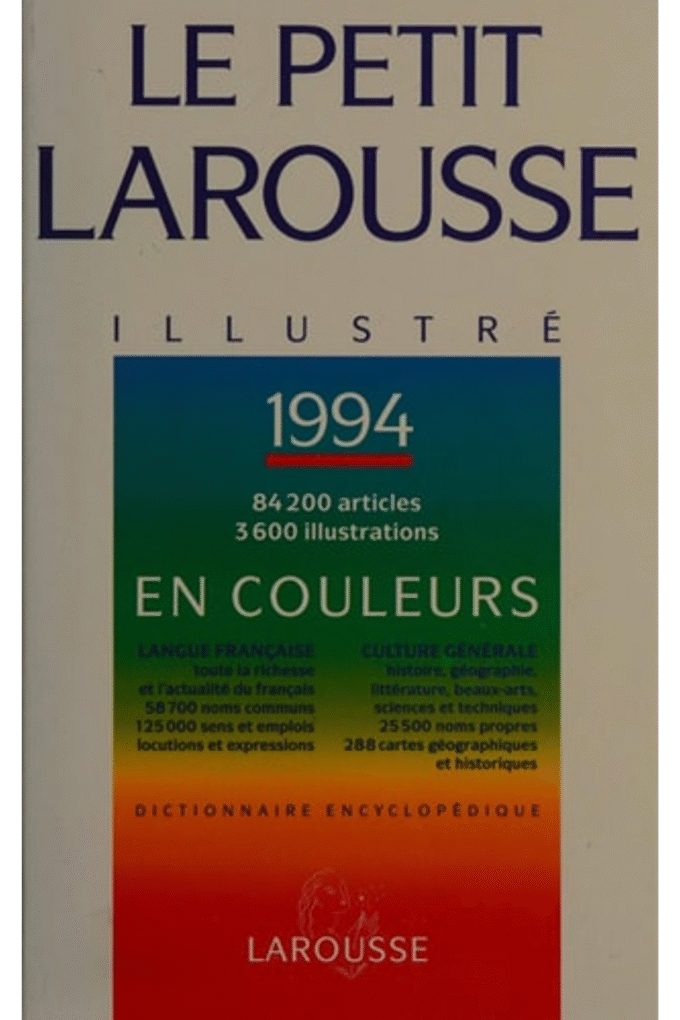 LE PETIT
LAROUSSE
ILLUSTRÉ
1994
84 200 articles
3 600 illustrations
EN COULEURS
LANGUE FRANÇAISE
toute la richesse
et l'actualité du français
58 700 noms communs
125 000 sens et emplois
locutions et expressions
CULTURE GÉNÉRALE
histoire, géographie,
littérature, beaux-arts,
sciences et techniques
25 500 noms propres
288 cartes géographiques
et historiques
DICTIONNAIRE ENCYCLOPÉDIQUE
LAROUSSE